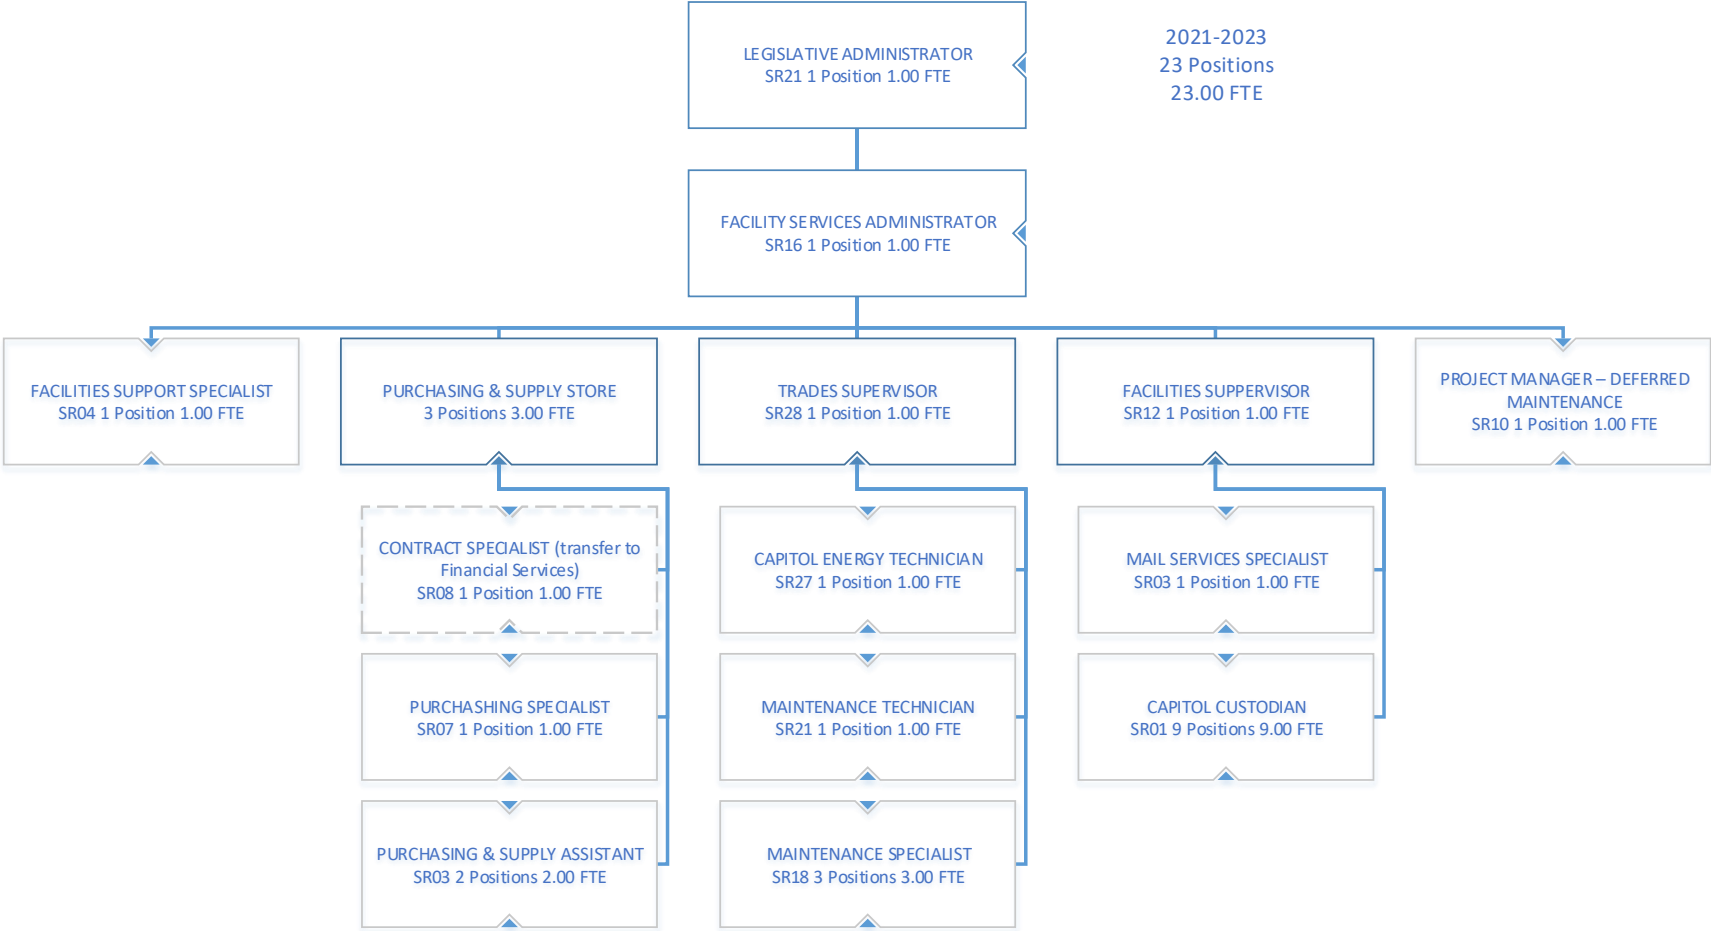 LEGISLATIVE ADMINISTRATOR
SR21 1 Position 1.00 FTE
2021-2023
23 Positions
23.00 FTE
FACILITY SERVICES ADMINISTRATOR
SR16 1 Position 1.00 FTE
FACILITIES SUPPORT SPECIALIST
SR04 1 Position 1.00 FTE
PURCHASING & SUPPLY STORE
3 Positions 3.00 FTE
TRADES SUPERVISOR
SR28 1 Position 1.00 FTE
FACILITIES SUPPERVISOR
SR12 1 Position 1.00 FTE
PROJECT MANAGER – DEFERRED
MAINTENANCE
SR10 1 Position 1.00 FTE
CONTRACT SPECIALIST (transfer to
Financial Services)
SR08 1 Position 1.00 FTE
CAPITOL ENERGY TECHNICIAN
SR27 1 Position 1.00 FTE
MAIL SERVICES SPECIALIST
SR03 1 Position 1.00 FTE
PURCHASHING SPECIALIST
SR07 1 Position 1.00 FTE
MAINTENANCE TECHNICIAN
SR21 1 Position 1.00 FTE
CAPITOL CUSTODIAN
SR01 9 Positions 9.00 FTE
PURCHASING & SUPPLY ASSISTANT
SR03 2 Positions 2.00 FTE
MAINTENANCE SPECIALIST
SR18 3 Positions 3.00 FTE